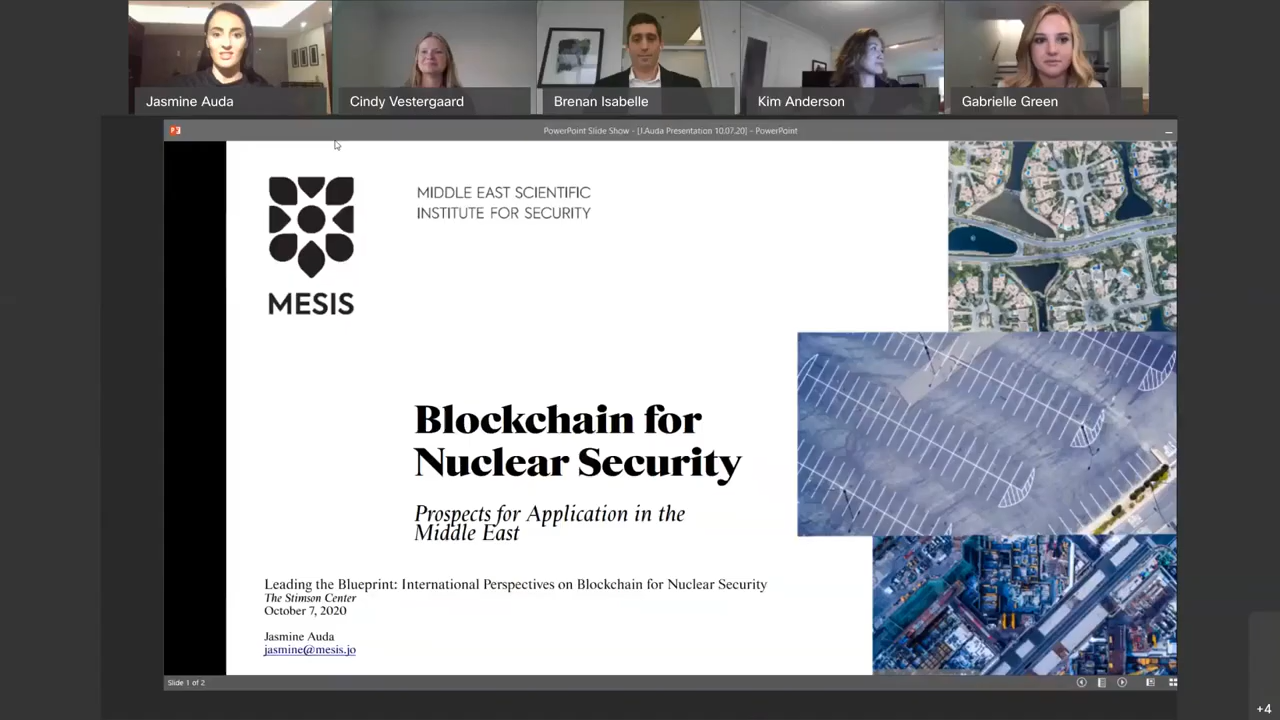 Jasmine Auda
Cindy Vestergaard
Brenan Isabelle
Kim Anderson
Gabrielle Green
PowerPoint Slide Show - [J.Auda Presentation 10.07.20] - PowerPoint
MIDDLE EAST SCIENTIFIC
INSTITUTE FOR SECURITY
MESIS
Blockchain for
Nuclear Security
Prospects for Application in the
Middle East
Leading the Blueprint: International Perspectives on Blockchain for Nuclear Security
The Stimson Center
October 7, 2020
Jasmine Auda
jasmine@mesis.jo
Slide 1 of 2
+4